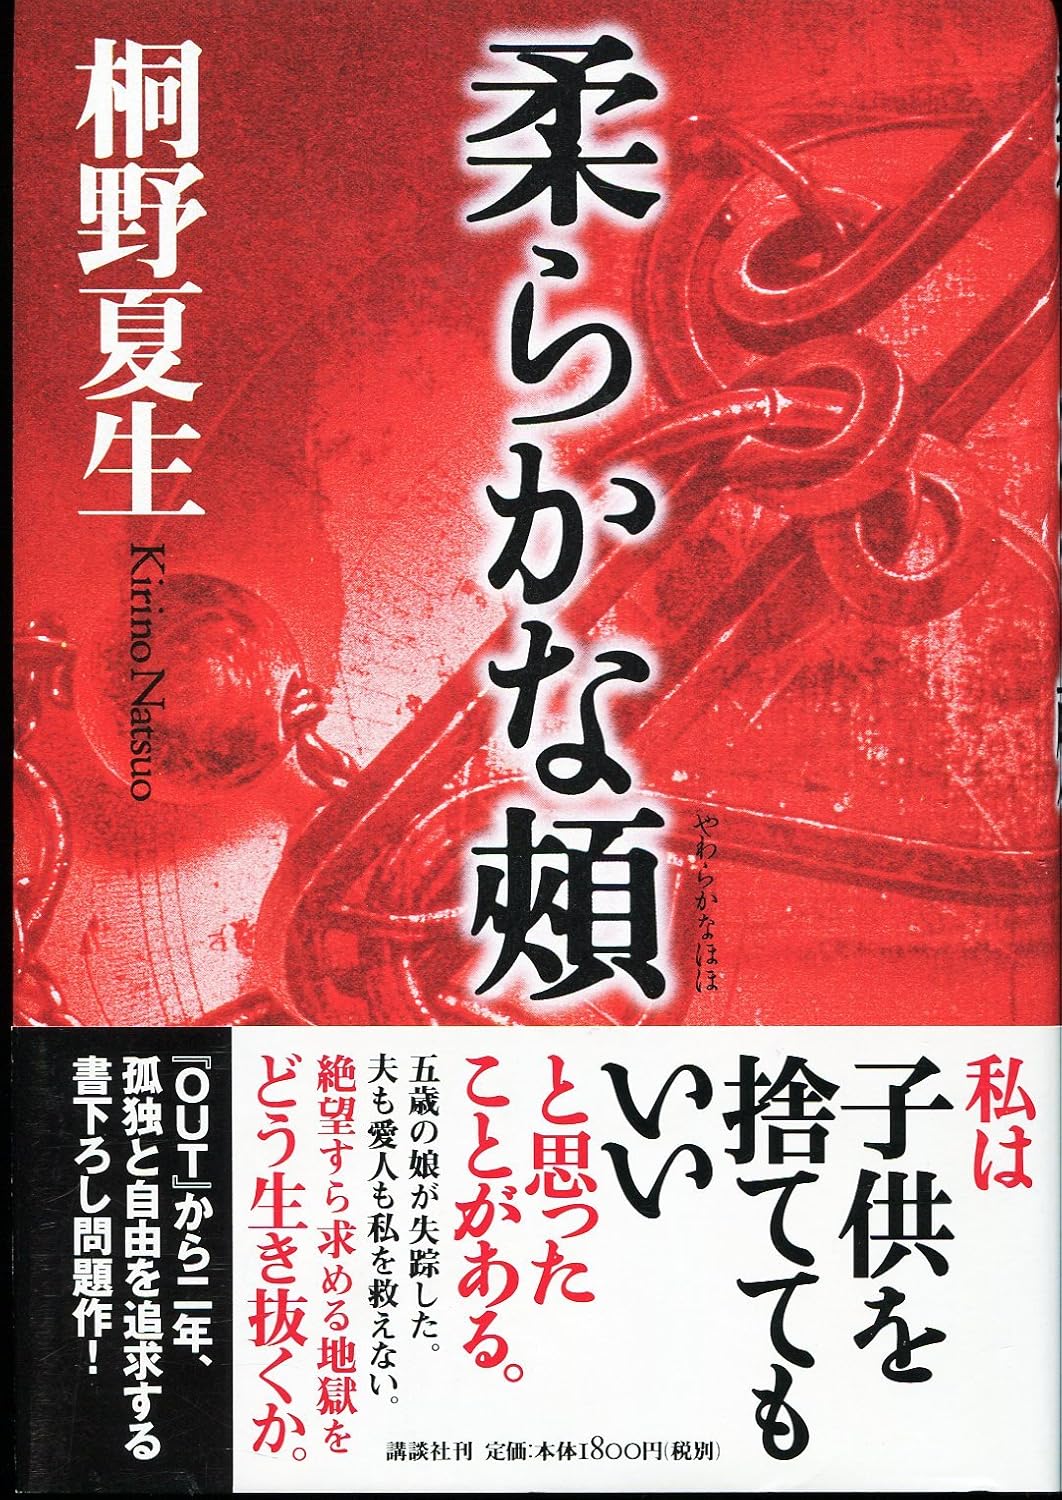 柔らかな頰
やわらかなほほ
桐野夏生
Kirino Natsuo
私は
子供を
捨てても
いい
と思った
ことがある。
五歳の娘が失踪した。
夫も愛人も私を救えない。
絶望すら求める地獄を
どう生き抜くか。
『OUT』から二年、
孤独と自由を追求する
書下ろし問題作!
講談社刊 定価:本体1800円(税別)